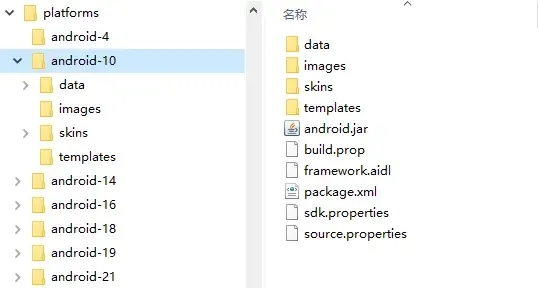 platforms
android-4
android-10
data
images
skins
templates
android-14
android-16
android-18
android-19
android-21
名称
data
images
skins
templates
android.jar
build.prop
framework.aidl
package.xml
sdk.properties
source.properties